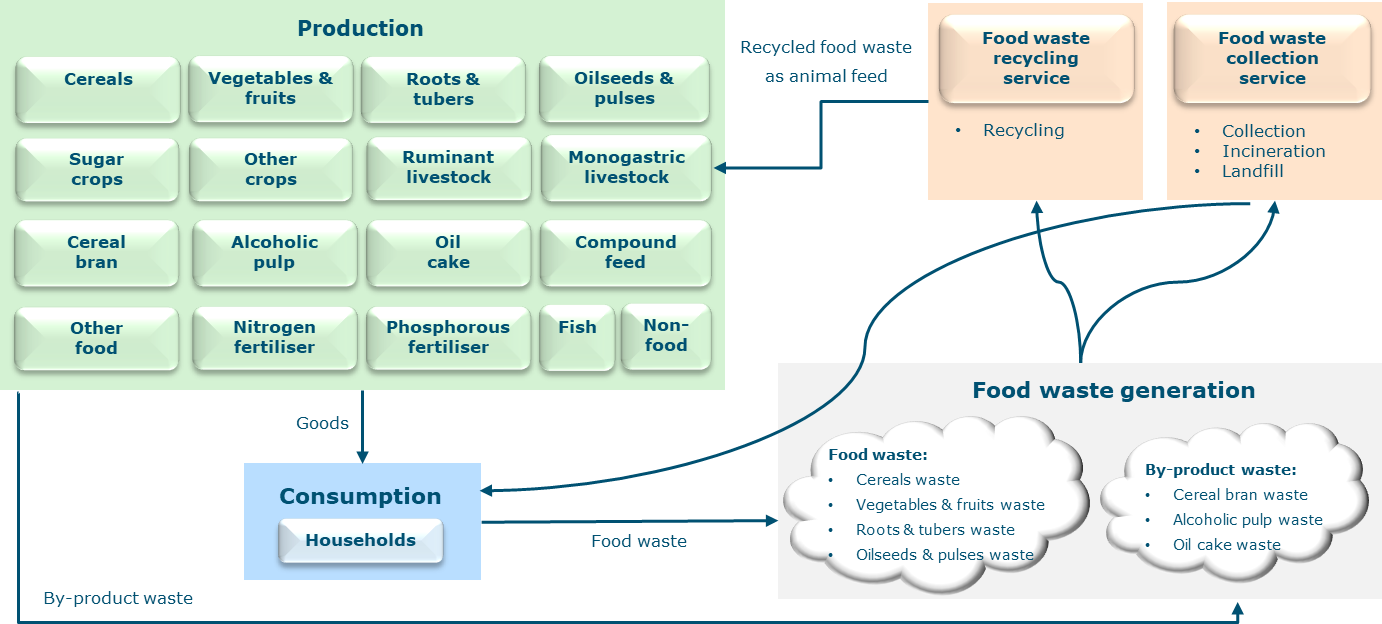 Production
Cereals
Vegetables &
fruits
Roots &
tubers
Oilseeds &
pulses
Sugar
crops
Other
crops
Ruminant
livestock
Monogastric
livestock
Cereal
bran
Alcoholic
pulp
Oil
cake
Compound
feed
Other
food
Nitrogen
fertiliser
Phosphorous
fertiliser
Fish
Non-
food
Recycled food waste
as animal feed
Food waste
recycling
service
• Recycling
Food waste
collection
service
• Collection
• Incineration
• Landfill
Goods
Consumption
Households
Food waste
By-product waste
Food waste generation
Food waste:
• Cereals waste
• Vegetables & fruits waste
• Roots & tubers waste
• Oilseeds & pulses waste
By-product waste:
• Cereal bran waste
• Alcoholic pulp waste
• Oil cake waste